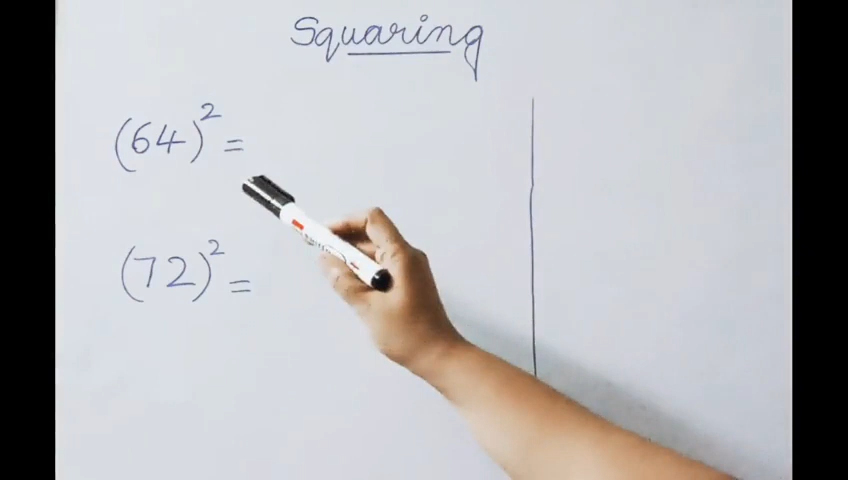 Squaring
(64)² =
(72)² =